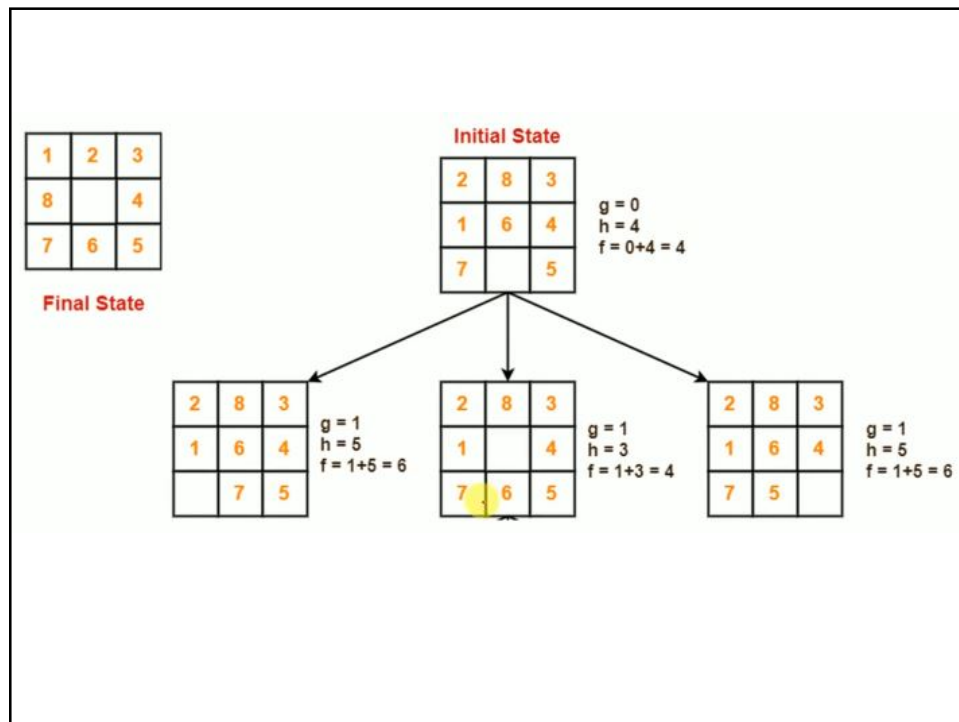 Initial State
1 2 3
8 4
7 6 5
Final State
2 8 3
1 6 4
7 5
g = 0
h = 4
f = 0+4 = 4
2 8 3
1 6 4
7 5
g = 1
h = 5
f = 1+5 = 6
2 8 3
1 4
7 6 5
g = 1
h = 3
f = 1+3 = 4
2 8 3
1 6 4
7 5
g = 1
h = 5
f = 1+5 = 6